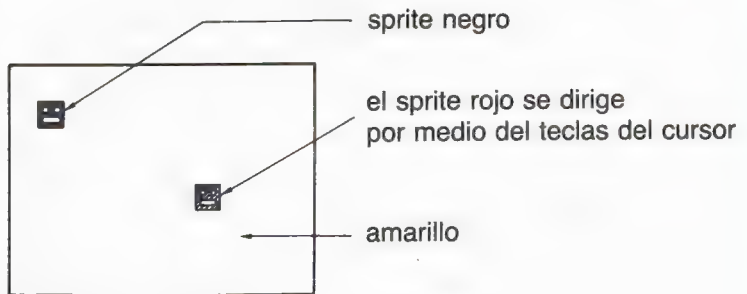 sprite negro
el sprite rojo se dirige
por medio del teclas del cursor
amarillo